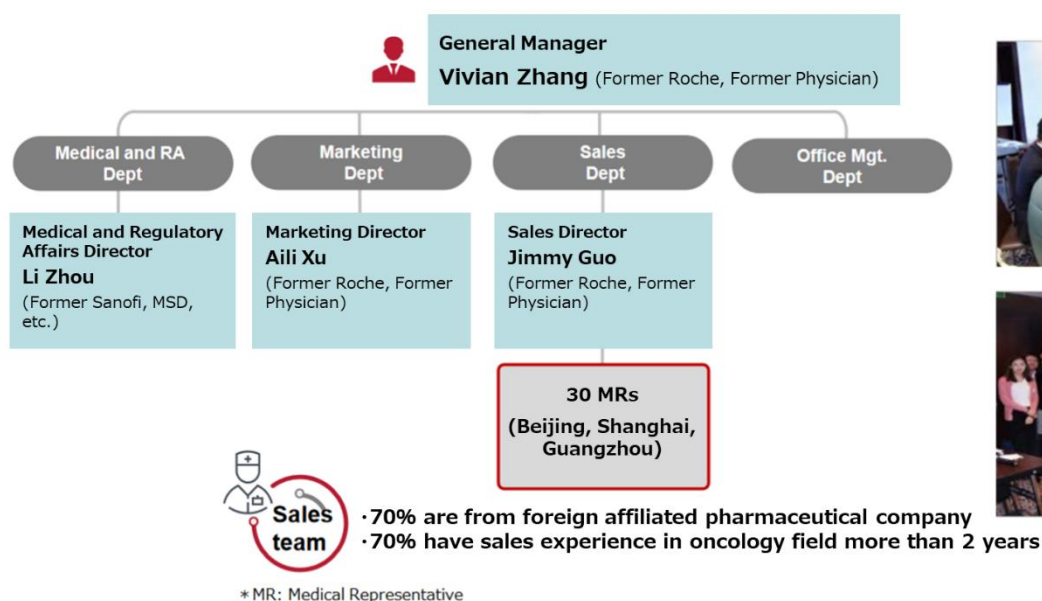 General Manager
Vivian Zhang (Former Roche, Former Physician)
Medical and RA
Dept
Marketing
Dept
Sales
Dept
Office Mgt.
Dept
Medical and Regulatory
Affairs Director
Li Zhou
(Former Sanofi, MSD,
etc.)
Marketing Director
Aili Xu
(Former Roche, Former
Physician)
Sales Director
Jimmy Guo
(Former Roche, Former
Physician)
30 MRs
(Beijing, Shanghai,
Guangzhou)
Sales
team
・70% are from foreign affiliated pharmaceutical company
・70% have sales experience in oncology field more than 2 years
*MR: Medical Representative